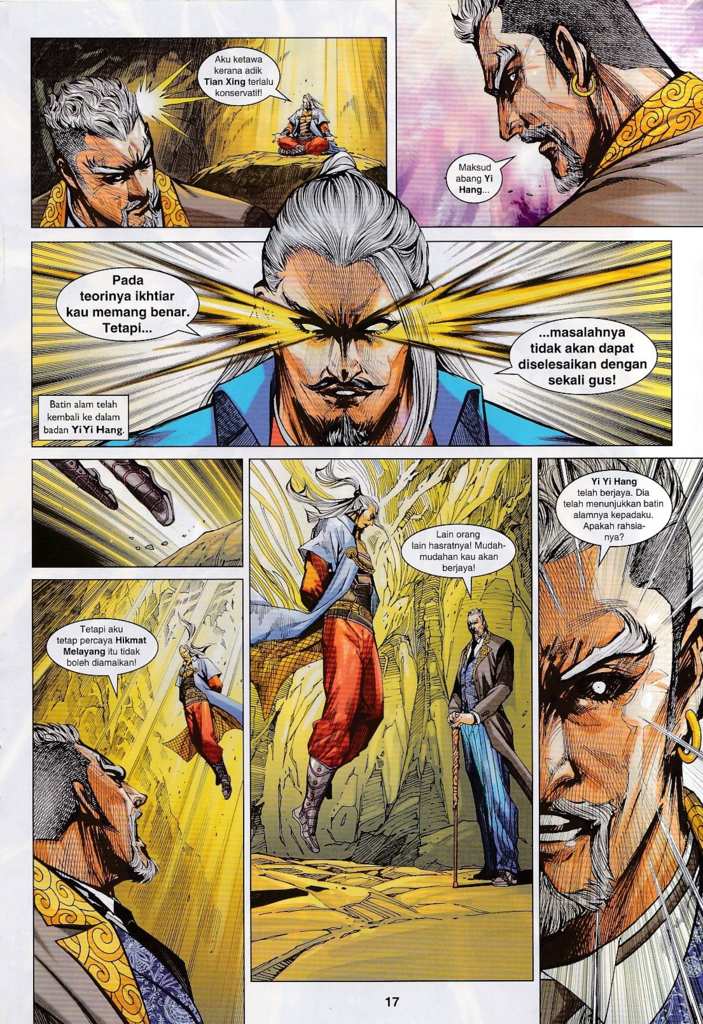 Aku ketawa
kerana adik
Tian Xing terlalu
konservatif!
Maksud
abang Yi
Hang...
Pada
teorinya ikhtiar
kau memang benar.
Tetapi...
...masalahnya
tidak akan dapat
diselesaikan dengan
sekali gus!
Batin alam telah
kembali ke dalam
badan Yi Yi Hang.
Tetapi aku
tetap percaya Hikmat
Melayang itu tidak
boleh diamalkan!
Lain orang
lain hasratnya! Mudah-
mudahan kau akan
berjaya!
Yi Yi Hang
telah berjaya. Dia
telah menunjukkan batin
alamnya kepadaku.
Apakah rahsia-
nya?
17